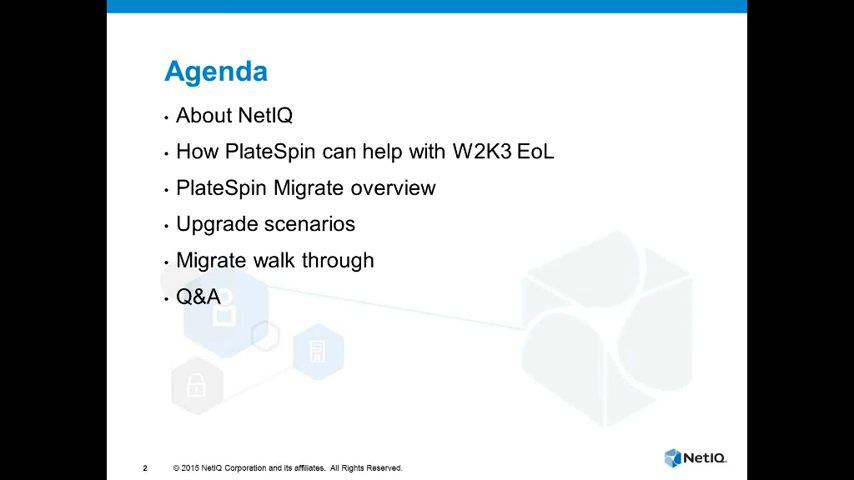 Agenda
• About NetIQ
• How PlateSpin can help with W2K3 EoL
• PlateSpin Migrate overview
• Upgrade scenarios
• Migrate walk through
• Q&A
2 © 2015 NetIQ Corporation and its affiliates. All Rights Reserved.
NetIQ.